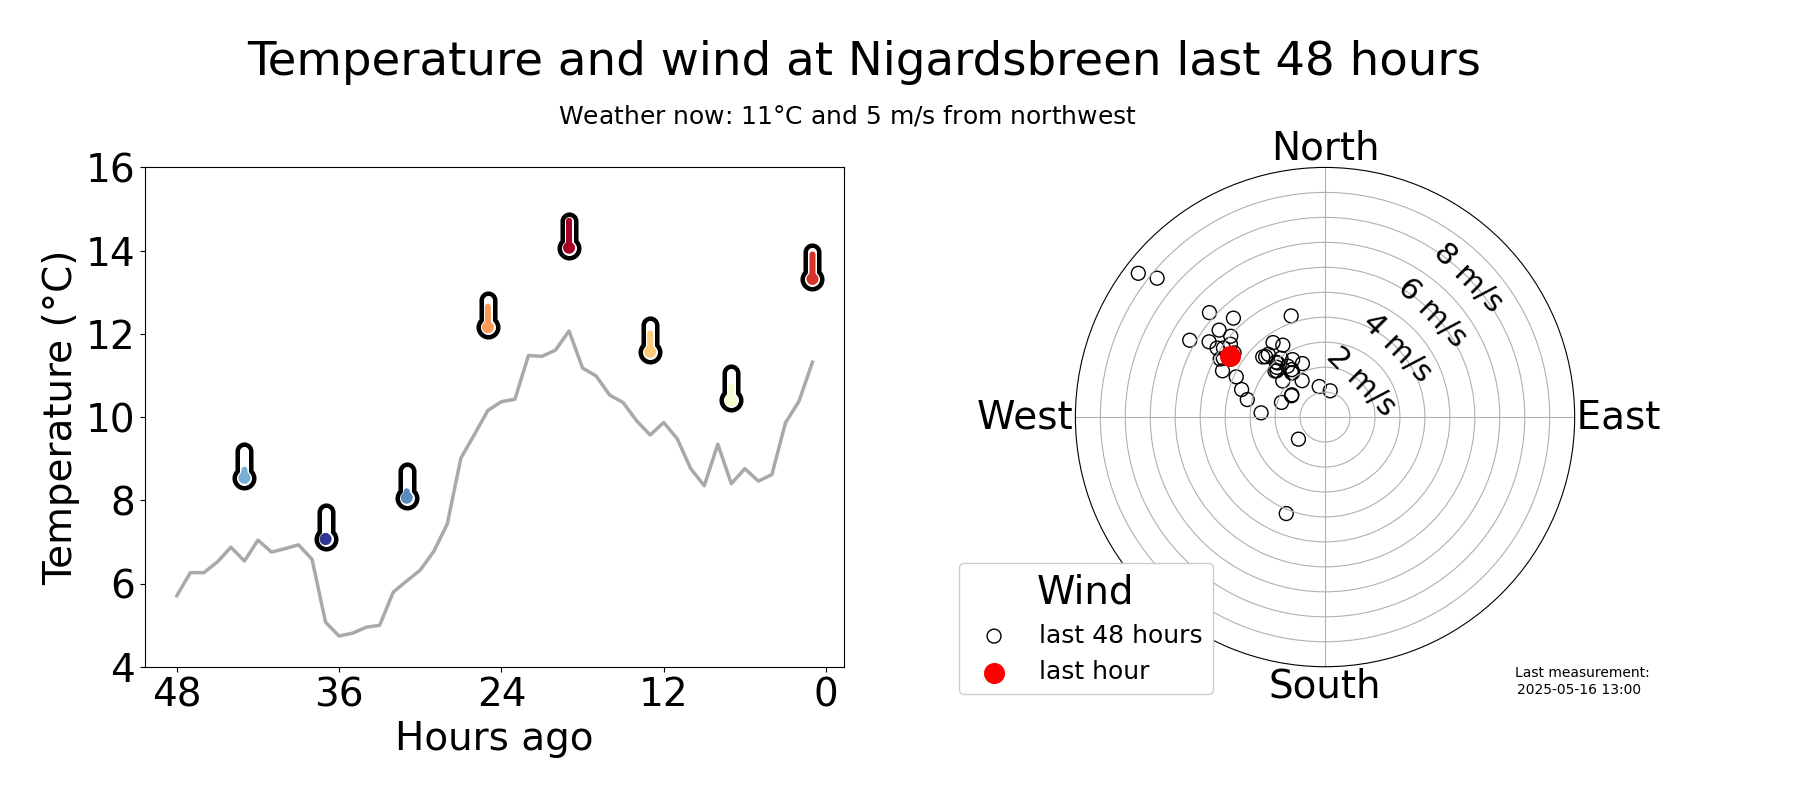 Temperature and wind at Nigardsbreen last 48 hours
Weather now: 11°C and 5 m/s from northwest
Temperature (°C)
16
14
12
10
8
6
4
48 36 24 12 0
Hours ago
North
West
East
South
8 m/s
6 m/s
4 m/s
2 m/s
Wind
last 48 hours
last hour
Last measurement:
2025-05-16 13:00